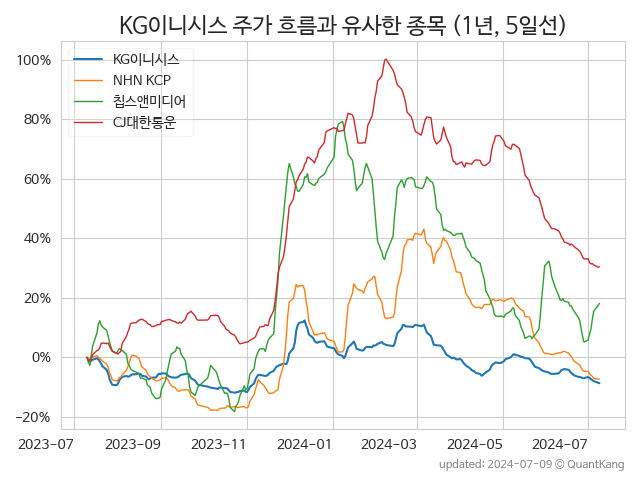 KG이니시스 주가 흐름과 유사한 종목 (1년, 5일선)
KG이니시스
NHN KCP
칩스앤미디어
CJ대한통운
100%
80%
60%
40%
20%
0%
−20%
2023-07
2023-09
2023-11
2024-01
2024-03
2024-05
2024-07
updated: 2024-07-09 © QuantKang